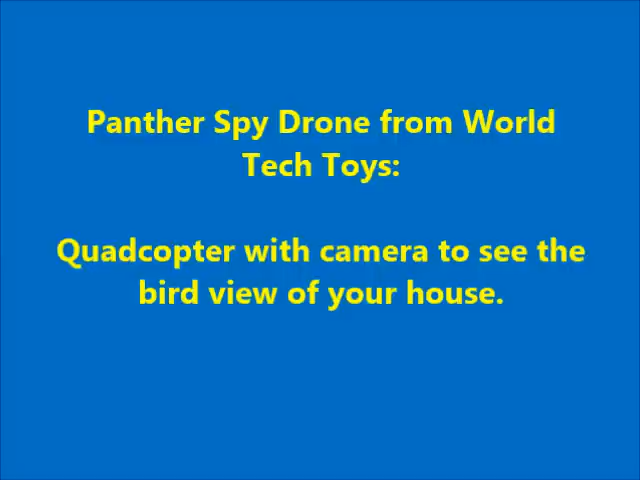 Panther Spy Drone from World
Tech Toys:
Quadcopter with camera to see the
bird view of your house.